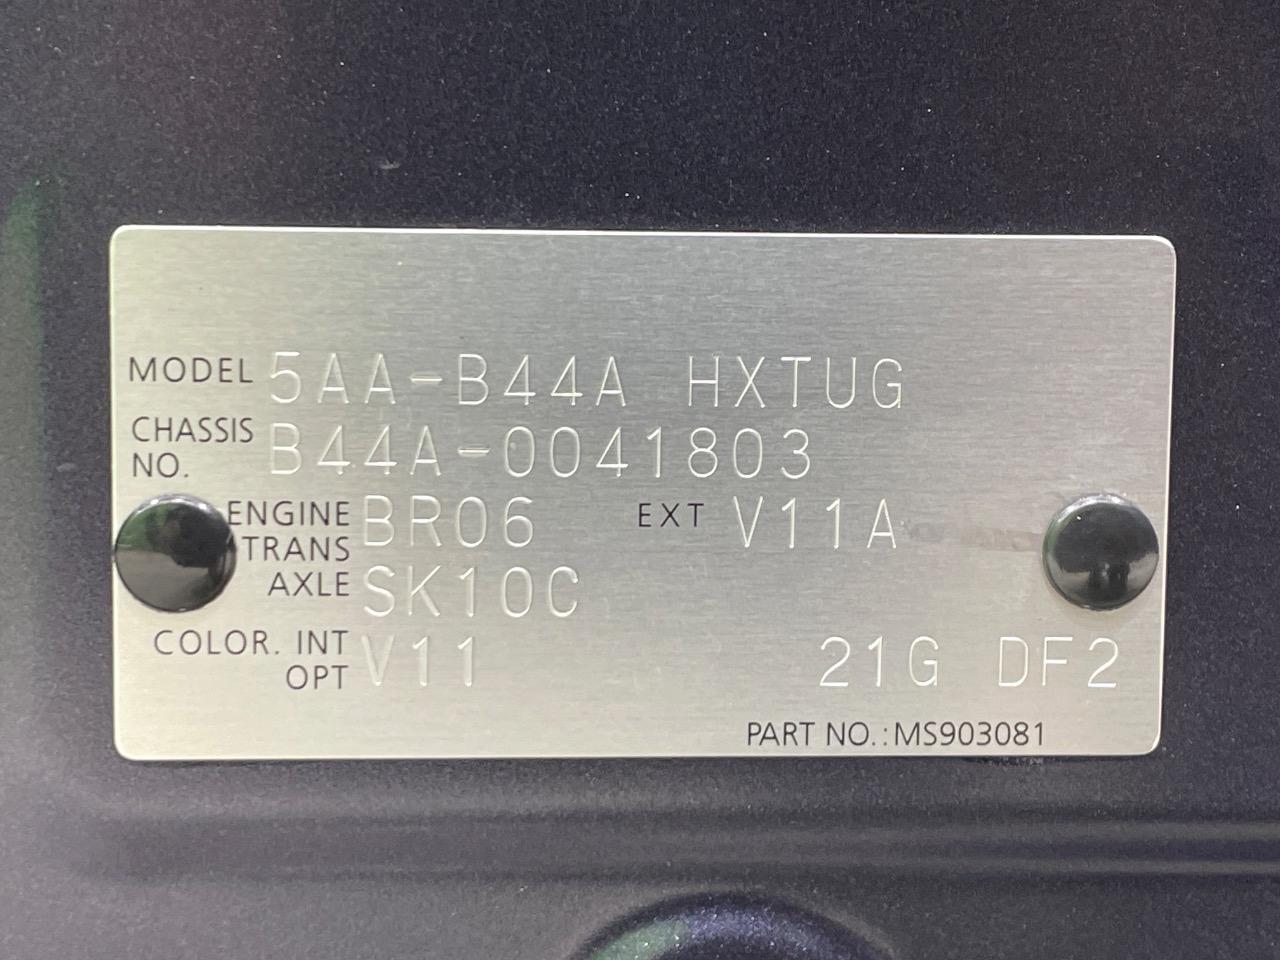 MODEL 5AA-B44A HXTUG
CHASSIS NO. B44A-0041803
ENGINE BR06 EXT V11A
TRANS
AXLE SK10C
COLOR. INT V11 21G DF2
OPT
PART NO.:MS903081